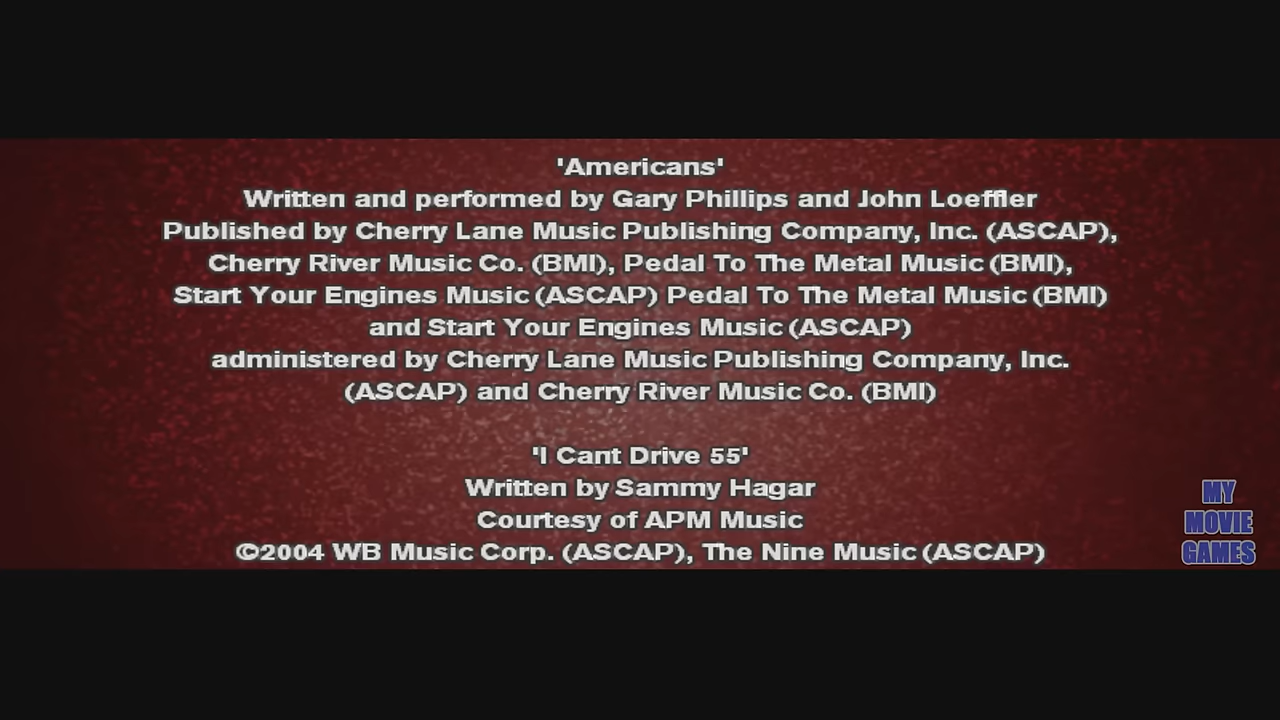 'Americans'
Written and performed by Gary Phillips and John Loeffler
Published by Cherry Lane Music Publishing Company, Inc. (ASCAP),
Cherry River Music Co. (BMI), Pedal To The Metal Music (BMI),
Start Your Engines Music (ASCAP) Pedal To The Metal Music (BMI)
and Start Your Engines Music (ASCAP)
administered by Cherry Lane Music Publishing Company, Inc.
(ASCAP) and Cherry River Music Co. (BMI)
'I Cant Drive 55'
Written by Sammy Hagar
Courtesy of APM Music
©2004 WB Music Corp. (ASCAP), The Nine Music (ASCAP)
MY
MOVIE
GAMES